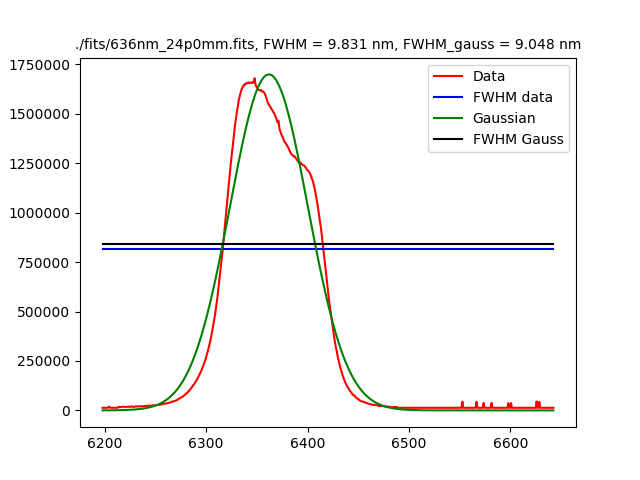 ./fits/636nm_24p0mm.fits, FWHM = 9.831 nm, FWHM_gauss = 9.048 nm
1750000
1500000
1250000
1000000
750000
500000
250000
0
6200 6300 6400 6500 6600
Data
FWHM data
Gaussian
FWHM Gauss